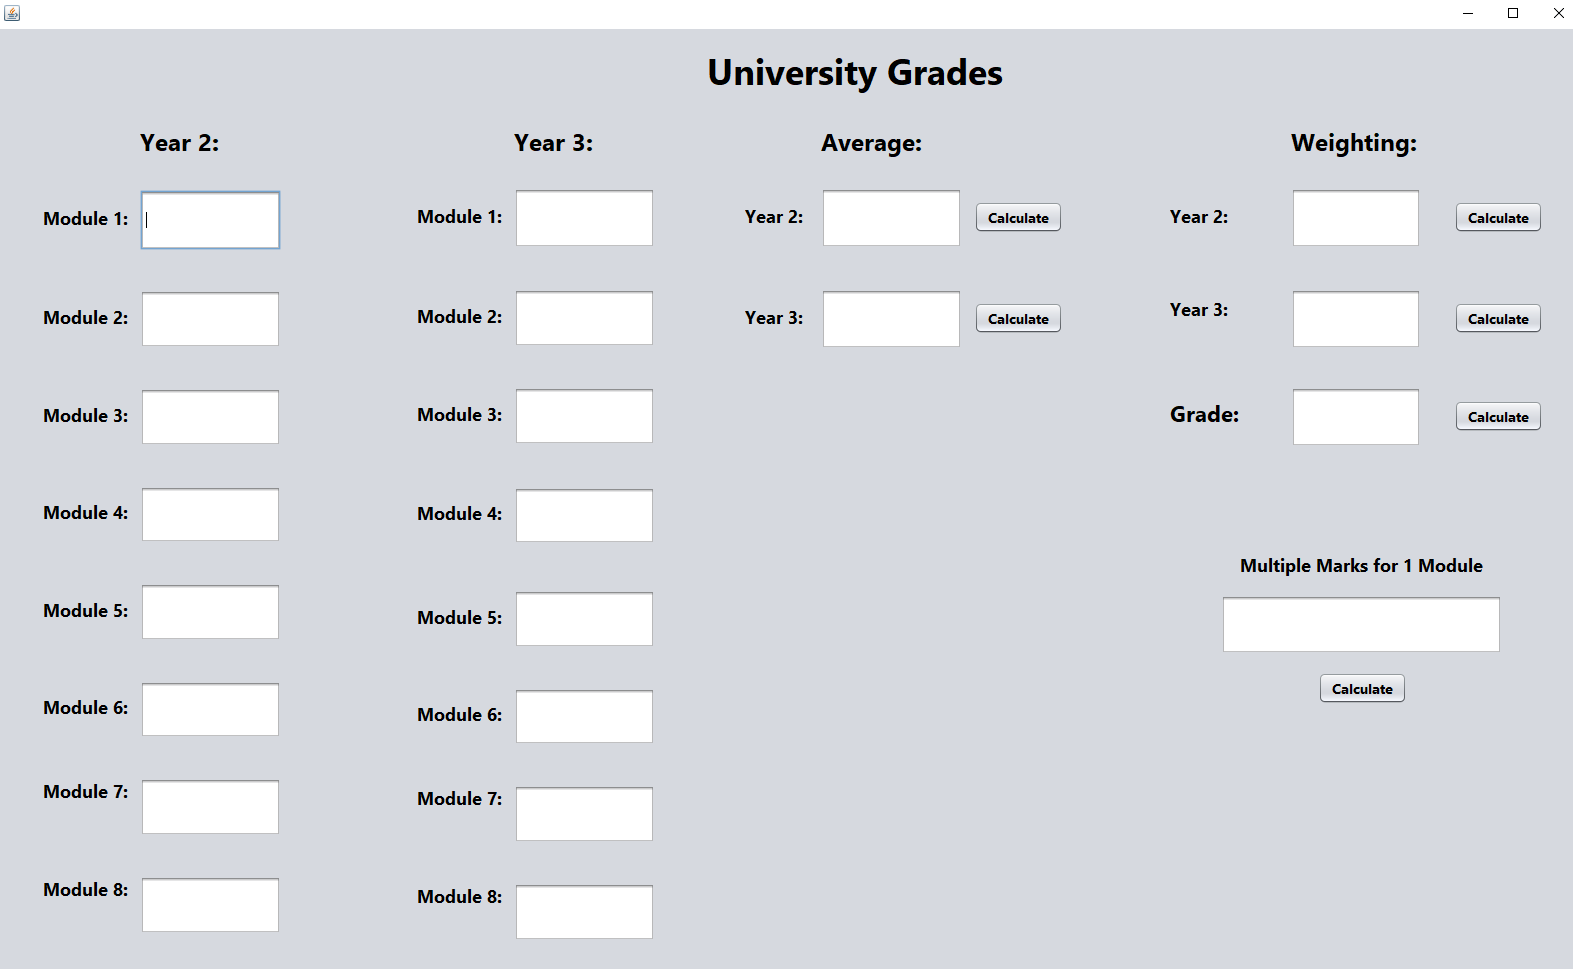 University Grades
Year 2: Year 3: Average: Weighting:
Module 1: Module 1: Year 2: Calculate Year 2: Calculate
Module 2: Module 2: Year 3: Calculate Year 3: Calculate
Module 3: Module 3: Grade: Calculate
Module 4: Module 4:
Multiple Marks for 1 Module
Module 5: Module 5:
Calculate
Module 6: Module 6:
Module 7: Module 7:
Module 8: Module 8: